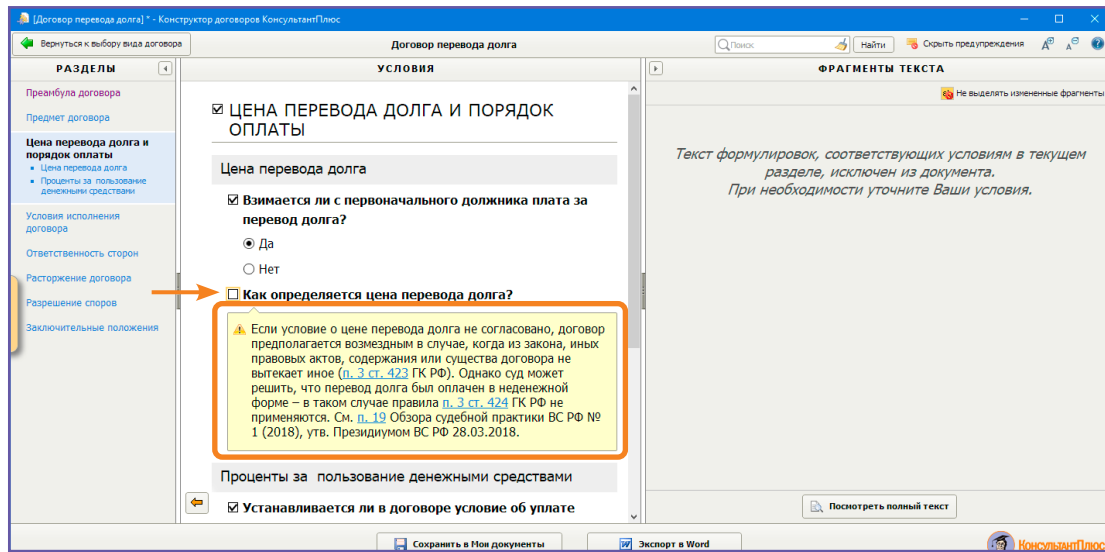 [Договор перевода долга] * - Конструктор договоров КонсультантПлюс
Вернуться к выбору вида договора
Договор перевода долга
Поиск
Найти
Скрыть предупреждения
РАЗДЕЛЫ
УСЛОВИЯ
ФРАГМЕНТЫ ТЕКСТА
Преамбула договора
Предмет договора
Цена перевода долга и
порядок оплаты
Цена перевода долга
Проценты за пользование
денежными средствами
Условия исполнения
договора
Ответственность сторон
Расторжение договора
Разрешение споров
Заключительные положения
ЦЕНА ПЕРЕВОДА ДОЛГА И ПОРЯДОК
ОПЛАТЫ
Цена перевода долга
Взимается ли с первоначального должника плата за
перевод долга?
Да
Нет
Как определяется цена перевода долга?
Если условие о цене перевода долга не согласовано, договор
предполагается возмездным в случае, когда из закона, иных
правовых актов, содержания или существа договора не
вытекает иное (п. 3 ст. 423 ГК РФ). Однако суд может
решить, что перевод долга был оплачен в неденежной
форме – в таком случае правила п. 3 ст. 424 ГК РФ не
применяются. См. п. 19 Обзора судебной практики ВС РФ №
1 (2018), утв. Президиумом ВС РФ 28.03.2018.
Проценты за пользование денежными средствами
Устанавливается ли в договоре условие об уплате
Не выделять измененные фрагменты
Текст формулировок, соответствующих условиям в текущем
разделе, исключен из документа.
При необходимости уточните Ваши условия.
Посмотреть полный текст
Сохранить в Мои документы
Экспорт в Word
КонсультантПлюс